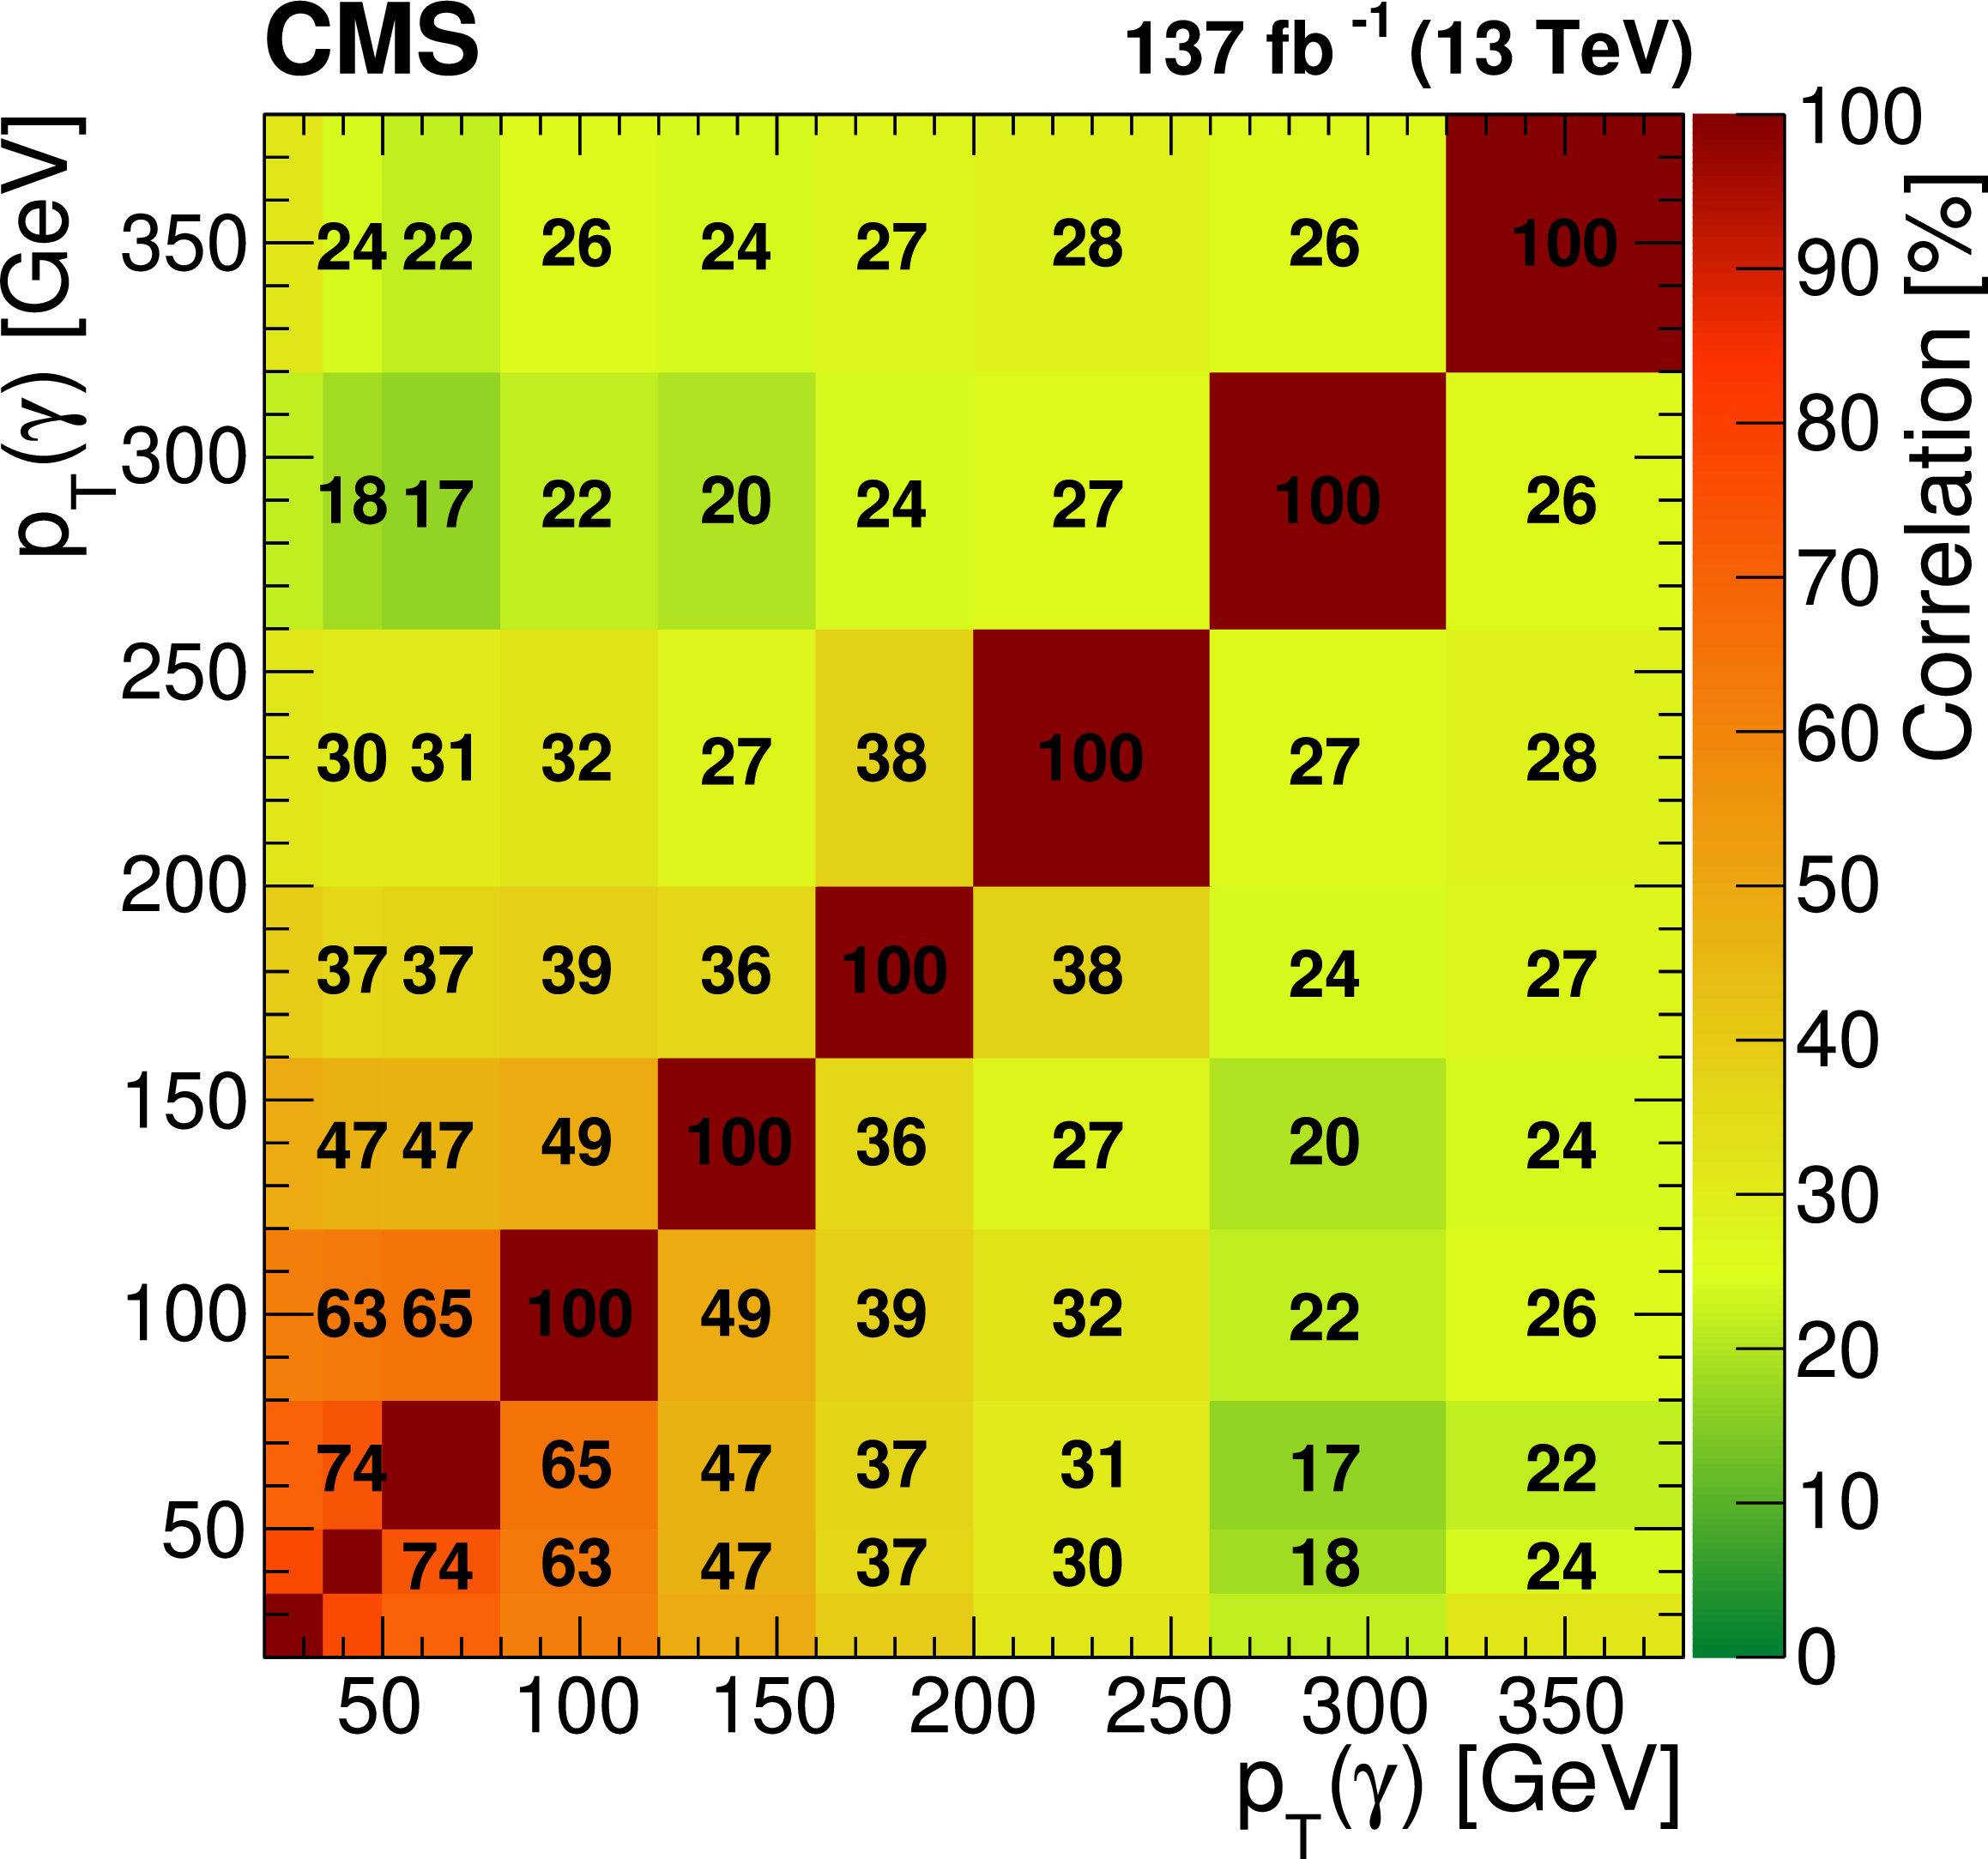 CMS 137 fb⁻¹ (13 TeV)
p_T(γ) [GeV]
Correlation [%]
100
90
80
70
60
50
40
30
20
10
0
350 24 22 26 24 27 28 26 100
300 18 17 22 20 24 27 100 26
250
30 31 32 27 38 100 27 28
200
37 37 39 36 100 38 24 27
150 47 47 49 100 36 27 20 24
100 63 65 100 49 39 32 22 26
74 65 47 37 31 17 22
50 74 63 47 37 30 18 24
50 100 150 200 250 300 350
p_T(γ) [GeV]